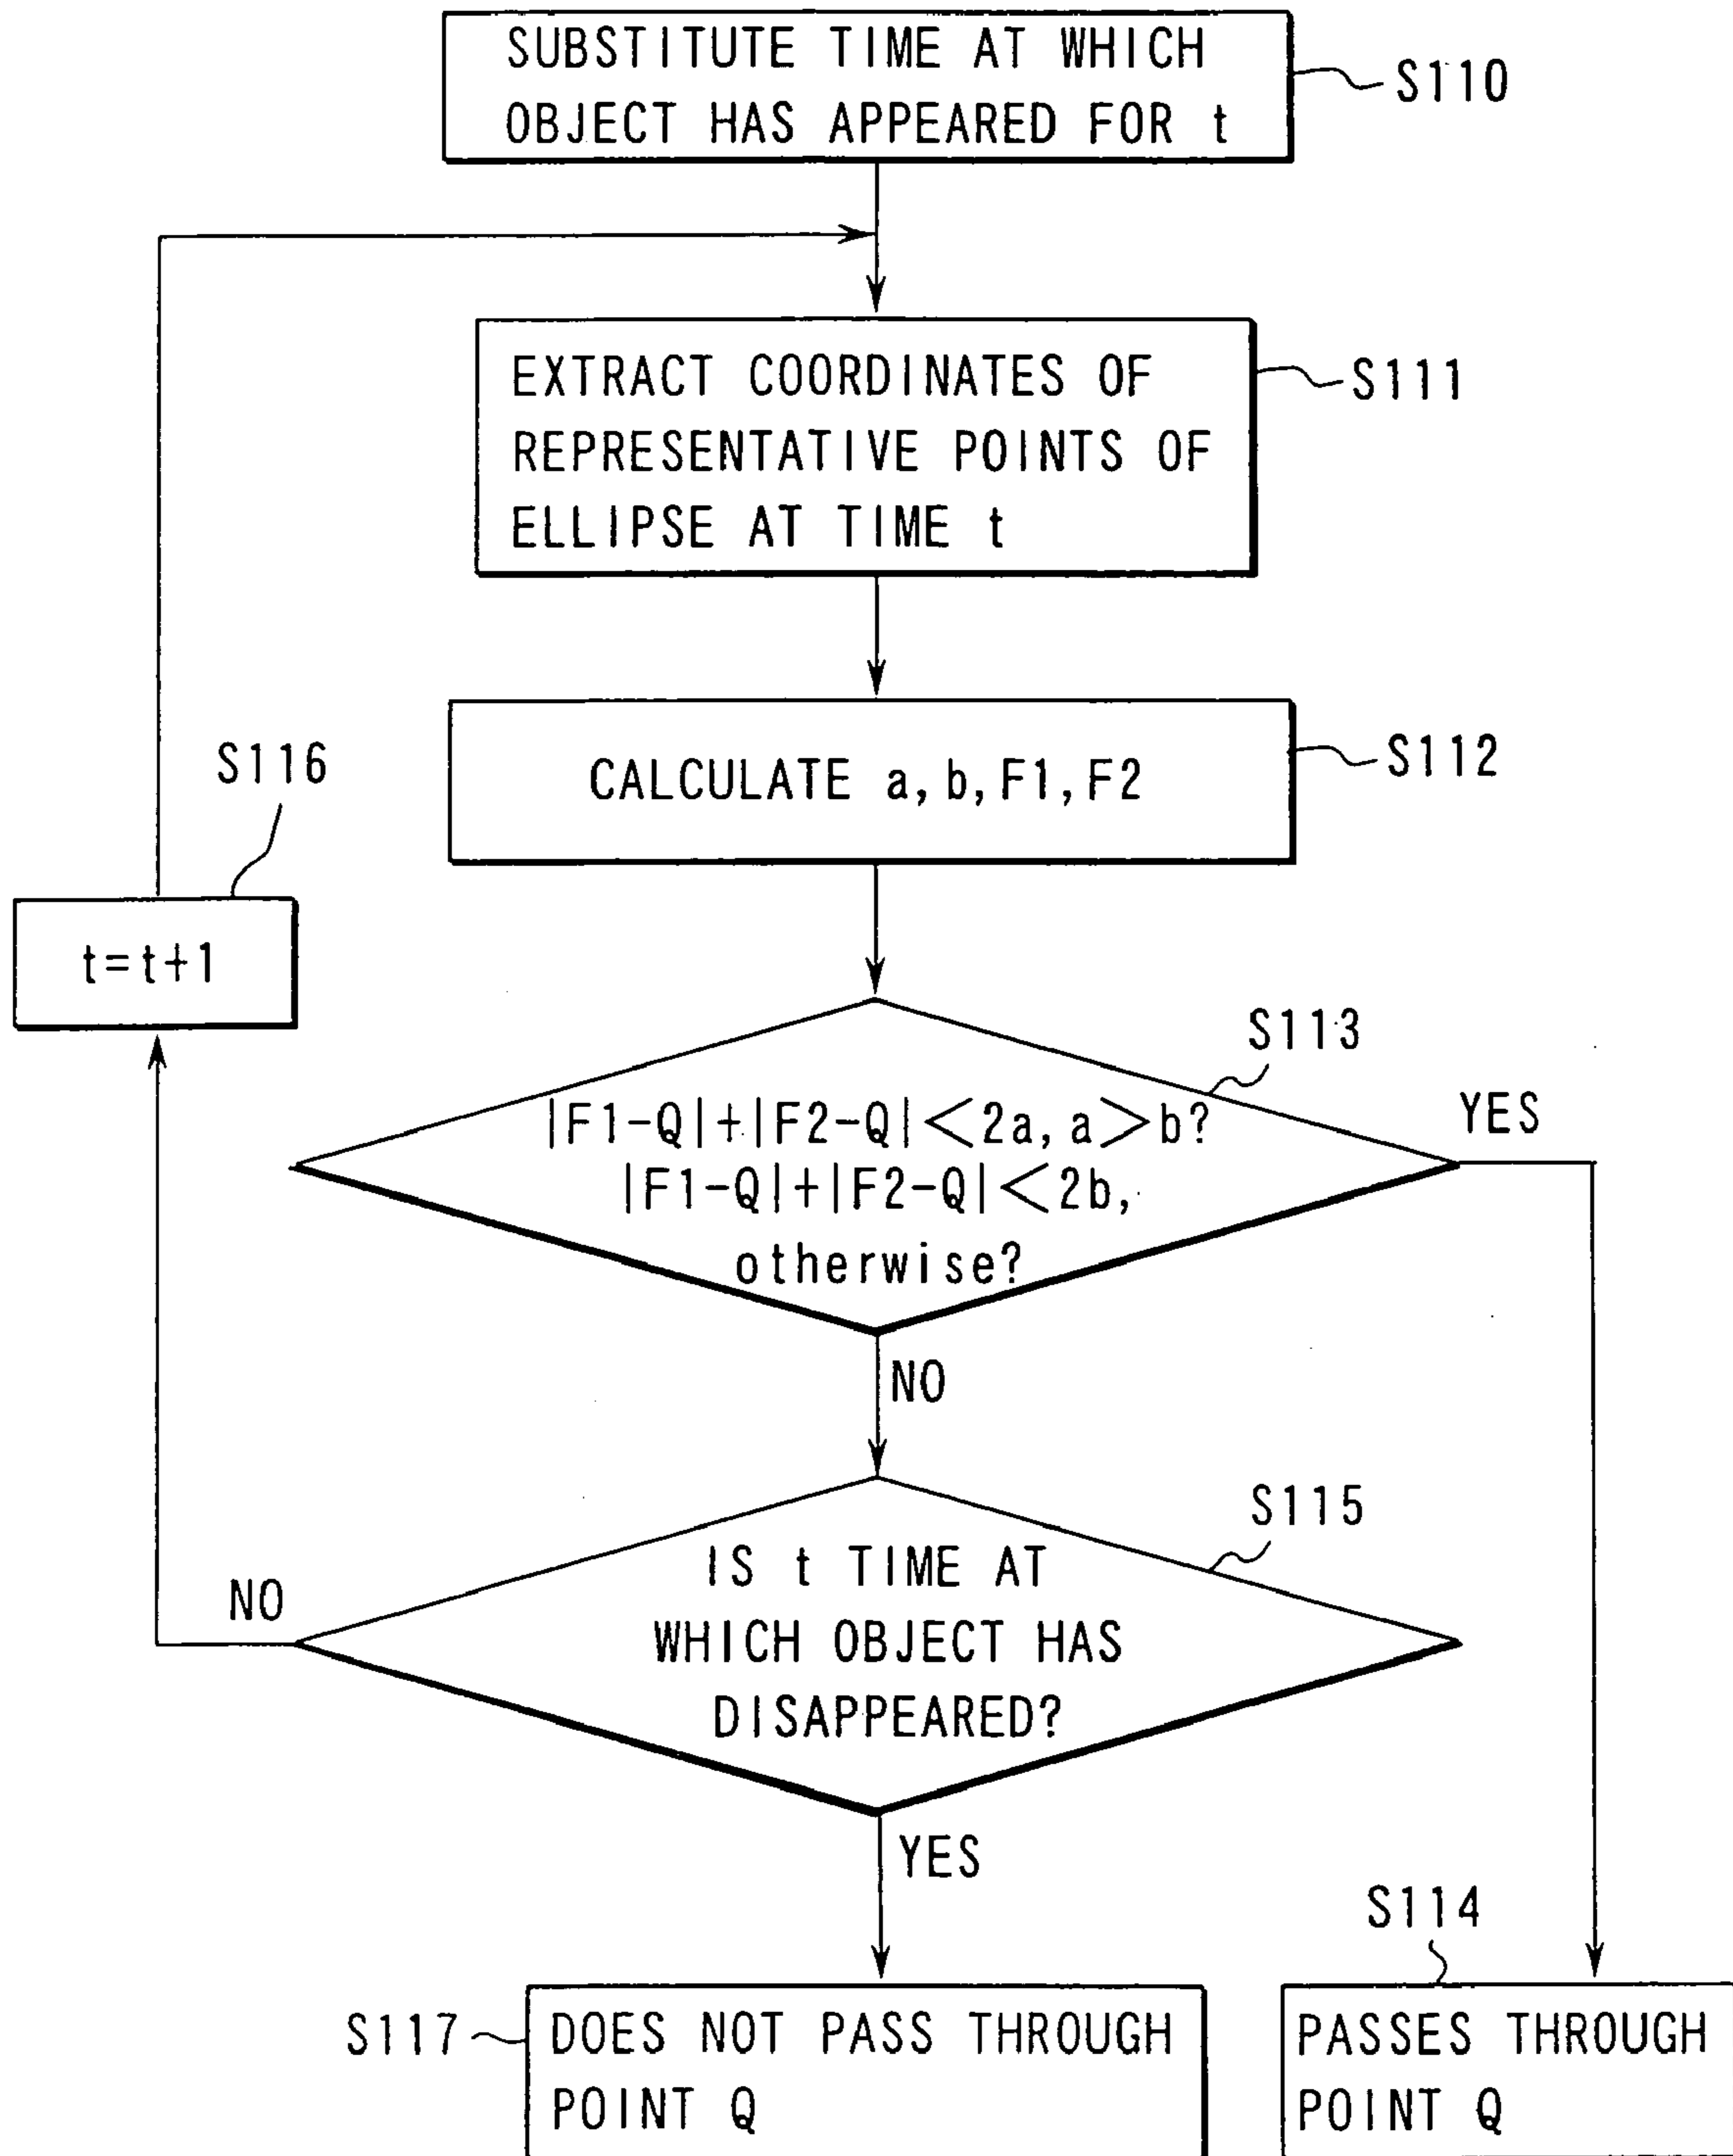 SUBSTITUTE TIME AT WHICH
OBJECT HAS APPEARED FOR t
S110
EXTRACT COORDINATES OF
REPRESENTATIVE POINTS OF
ELLIPSE AT TIME t
S111
CALCULATE a, b, F1, F2
S112
S116
t=t+1
S113
|F1-Q|+|F2-Q|<2a, a>b?
|F1-Q|+|F2-Q|<2b,
otherwise?
YES
NO
S115
IS t TIME AT
WHICH OBJECT HAS
DISAPPEARED?
NO
YES
S114
S117
DOES NOT PASS THROUGH
POINT Q
PASSES THROUGH
POINT Q